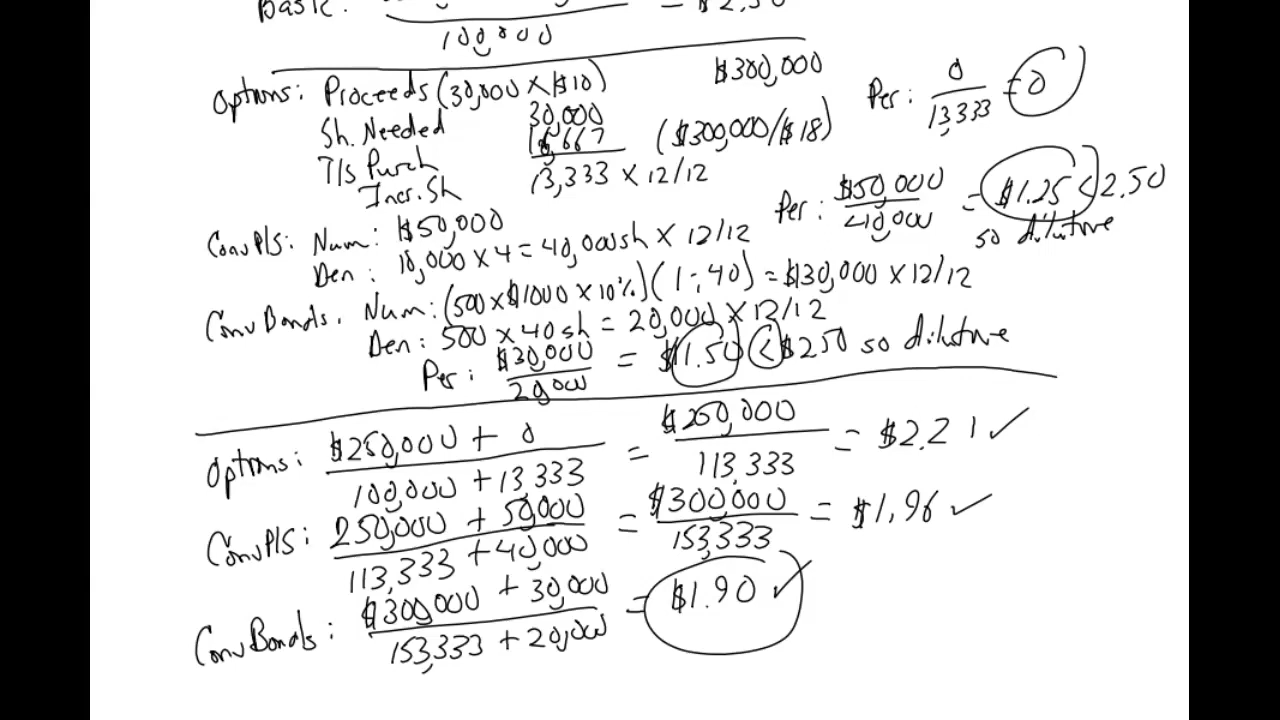 Basic: = $2.50
100,000
Options: Proceeds (30,000 x $10) $300,000 Per: 0 / 13,333 = 0
Sh. Needed 30,000
T/S Purch 16,667 ($300,000/$18)
Incr. Sh 13,333 x 12/12
Conv P/S: Num: $50,000 Per: $50,000 / 40,000 = $1.25 < 2.50
so dilutive
Den: 10,000 x 4 = 40,000 sh x 12/12
Conv Bonds: Num: (500 x $1000 x 10%)(1-.40) = $30,000 x 12/12
Den: 500 x 40 sh = 20,000 x 12/12
Per: $30,000 / 20,000 = $1.50 < $2.50 so dilutive
Options: $250,000 + 0 / 100,000 + 13,333 = $250,000 / 113,333 = $2.21 ✓
Conv P/S: 250,000 + 50,000 / 113,333 + 40,000 = $300,000 / 153,333 = $1.96 ✓
Conv Bonds: $300,000 + 30,000 / 153,333 + 20,000 = $1.90 ✓